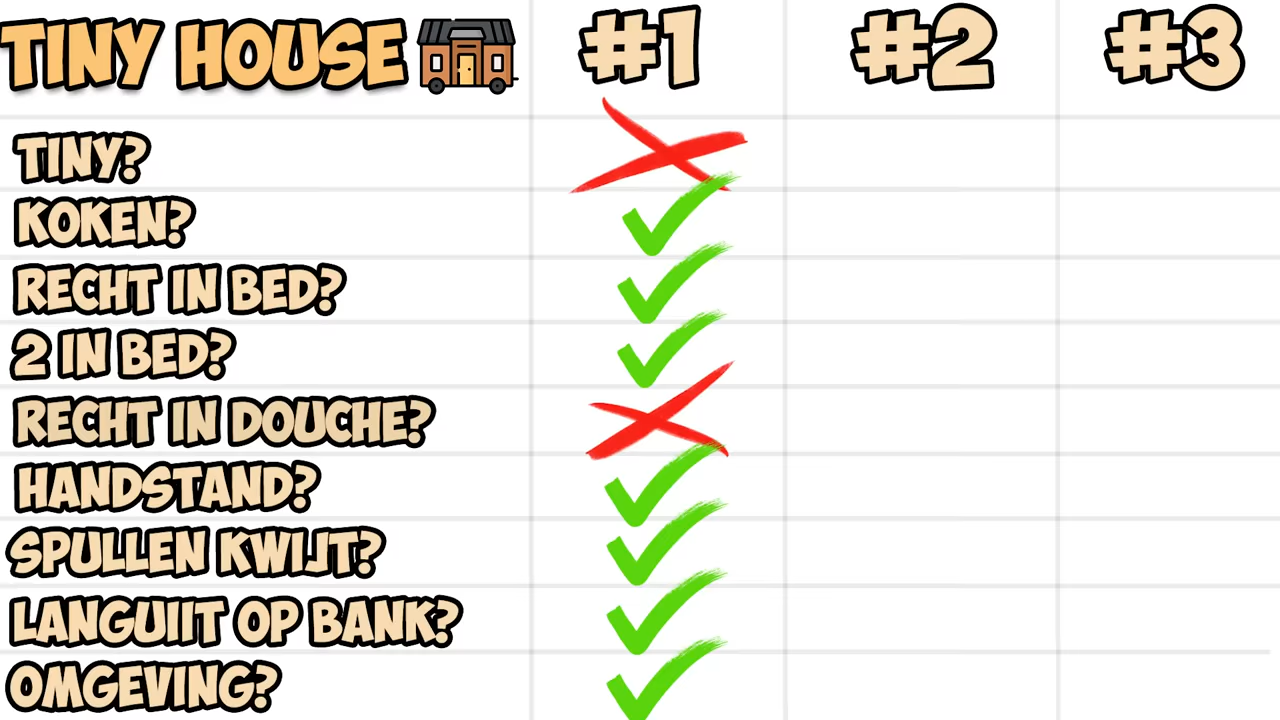 TINY HOUSE #1 #2 #3
TINY?
KOKEN?
RECHT IN BED?
2 IN BED?
RECHT IN DOUCHE?
HANDSTAND?
SPULLEN KWIJT?
LANGUIIT OP BANK?
OMGEVING?